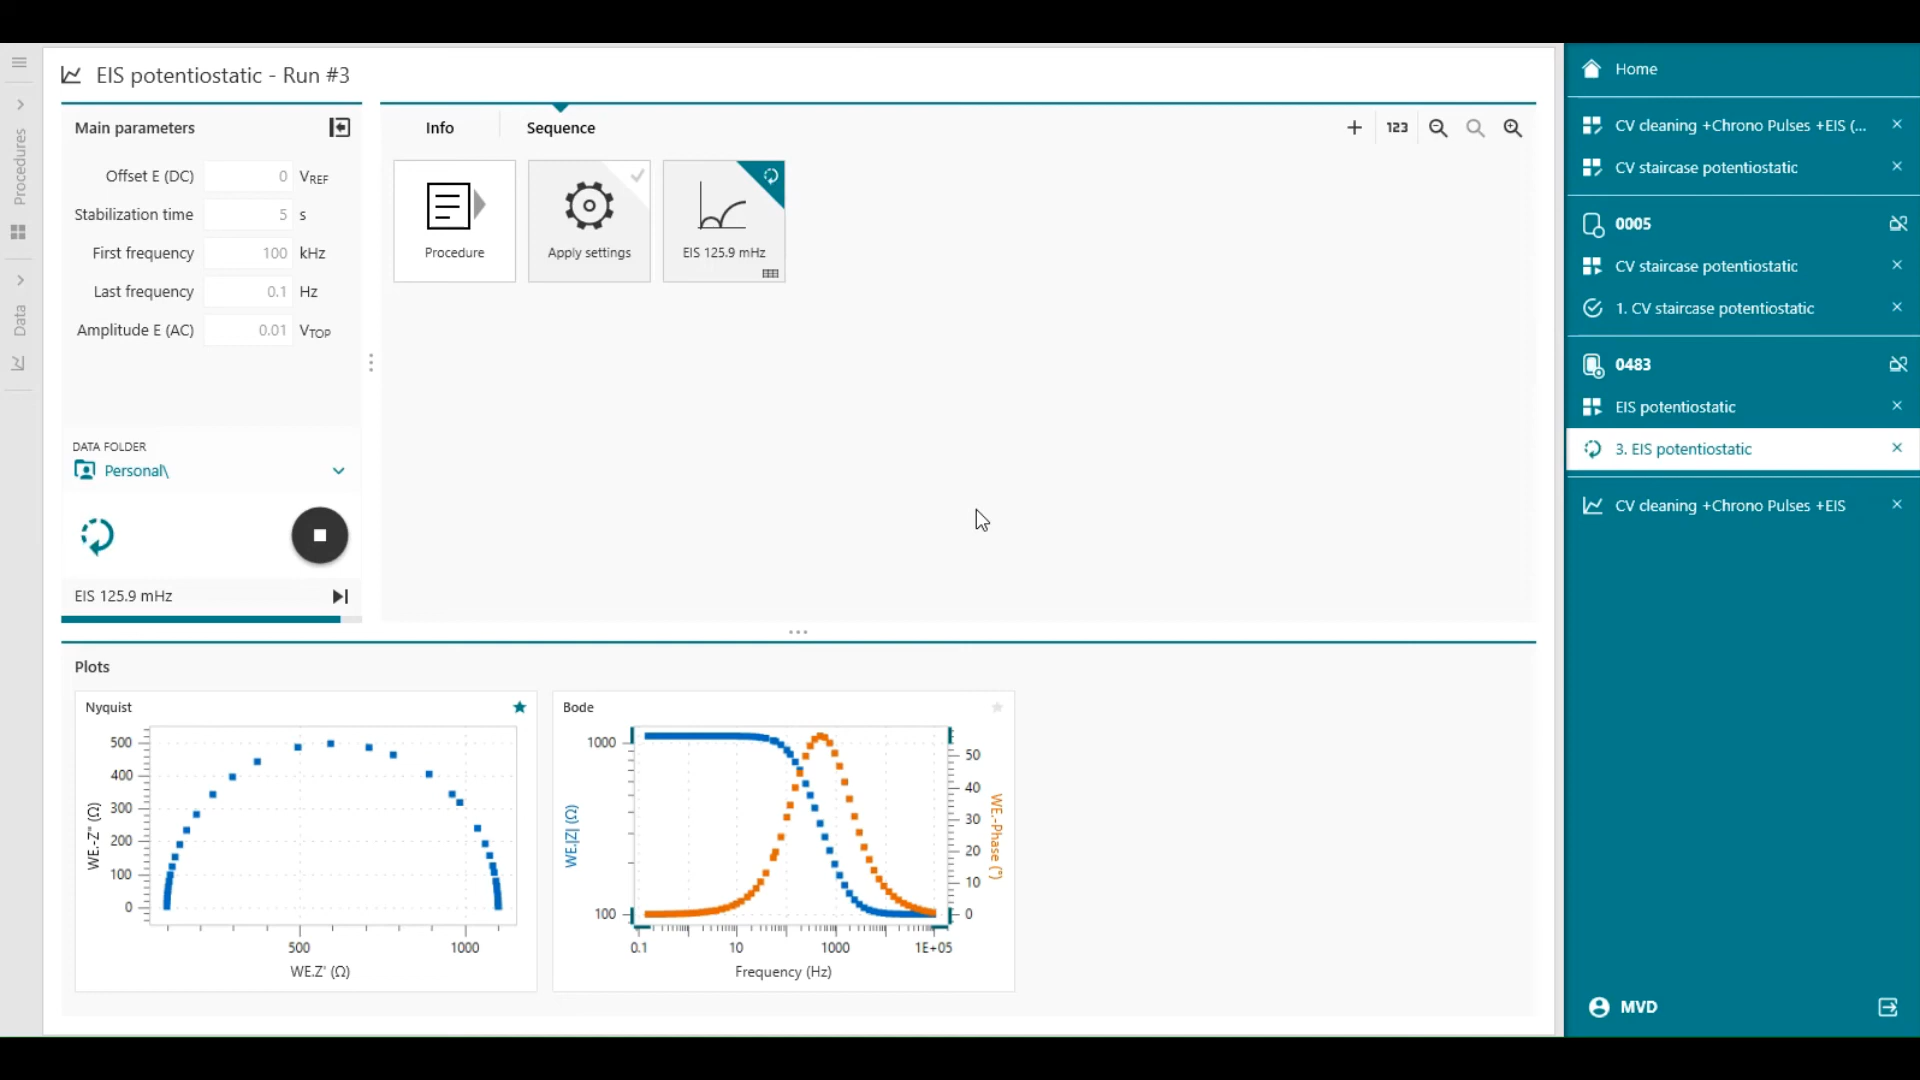 EIS potentiostatic - Run #3
Procedures
Data
Main parameters
Offset E (DC) 0 VREF
Stabilization time 5 s
First frequency 100 kHz
Last frequency 0.1 Hz
Amplitude E (AC) 0.01 VTOP
DATA FOLDER
Personal\
EIS 125.9 mHz
Info Sequence 123
Procedure
Apply settings
EIS 125.9 mHz
Plots
Nyquist
WE.-Z'' (Ω)
500
400
300
200
100
0
500 1000
WE.Z' (Ω)
Bode
WE.|Z| (Ω)
1000
100
50
40
30
20
10
0
WE.-Phase (°)
0.1 10 1000 1E+05
Frequency (Hz)
Home
CV cleaning +Chrono Pulses +EIS (...
CV staircase potentiostatic
0005
CV staircase potentiostatic
1. CV staircase potentiostatic
0483
EIS potentiostatic
3. EIS potentiostatic
CV cleaning +Chrono Pulses +EIS
MVD